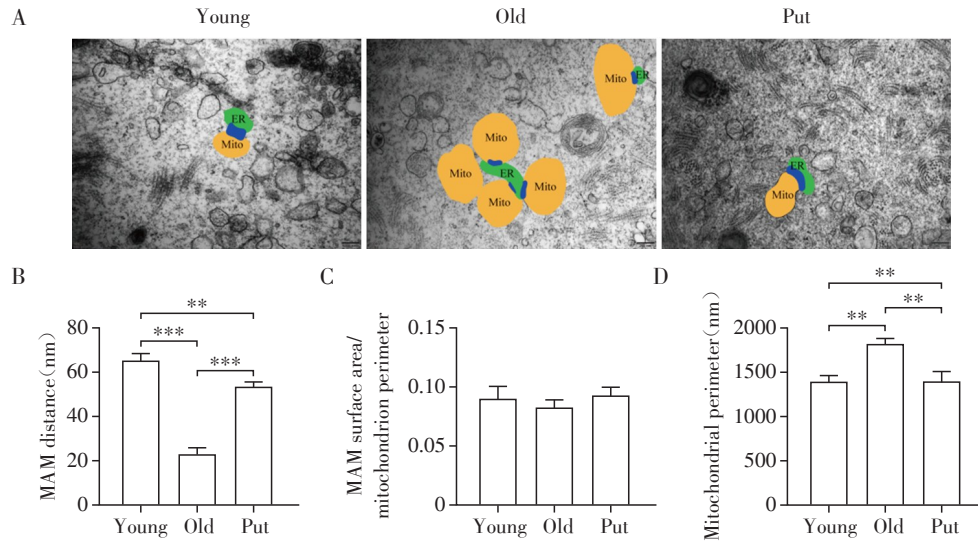 A
Young
Old
Put
ER
Mito
Mito
ER
Mito
Mito
ER
Mito
Mito
ER
Mito
B
MAM distance(nm)
80
60
40
20
0
**
***
***
Young Old Put
C
MAM surface area/
mitochondrion perimeter
0.15
0.10
0.05
0
Young Old Put
D
Mitochondrial perimeter(nm)
2000
1500
1000
500
0
**
**
**
Young Old Put